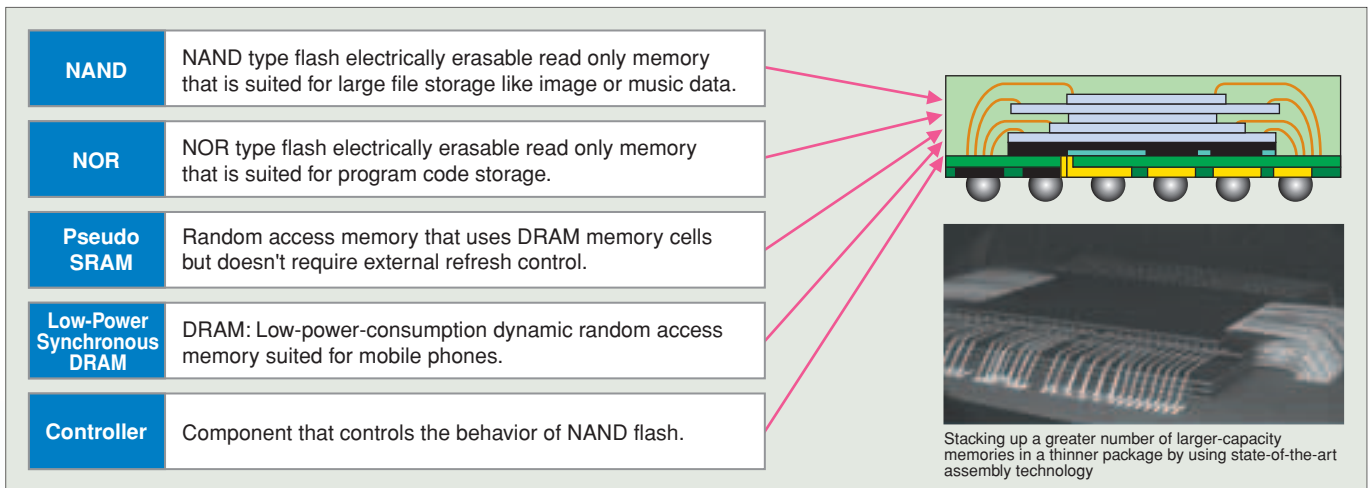 NAND
NAND type flash electrically erasable read only memory
that is suited for large file storage like image or music data.
NOR
NOR type flash electrically erasable read only memory
that is suited for program code storage.
Pseudo
SRAM
Random access memory that uses DRAM memory cells
but doesn't require external refresh control.
Low-Power
Synchronous
DRAM
DRAM: Low-power-consumption dynamic random access
memory suited for mobile phones.
Controller
Component that controls the behavior of NAND flash.
Stacking up a greater number of larger-capacity
memories in a thinner package by using state-of-the-art
assembly technology